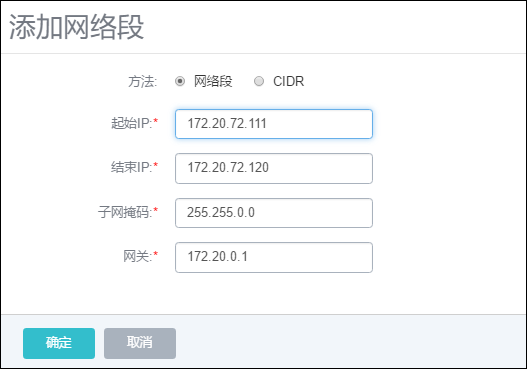 添加网络段
方法: 网络段 CIDR
起始IP:* 172.20.72.111
结束IP:* 172.20.72.120
子网掩码:* 255.255.0.0
网关:* 172.20.0.1
确定 取消